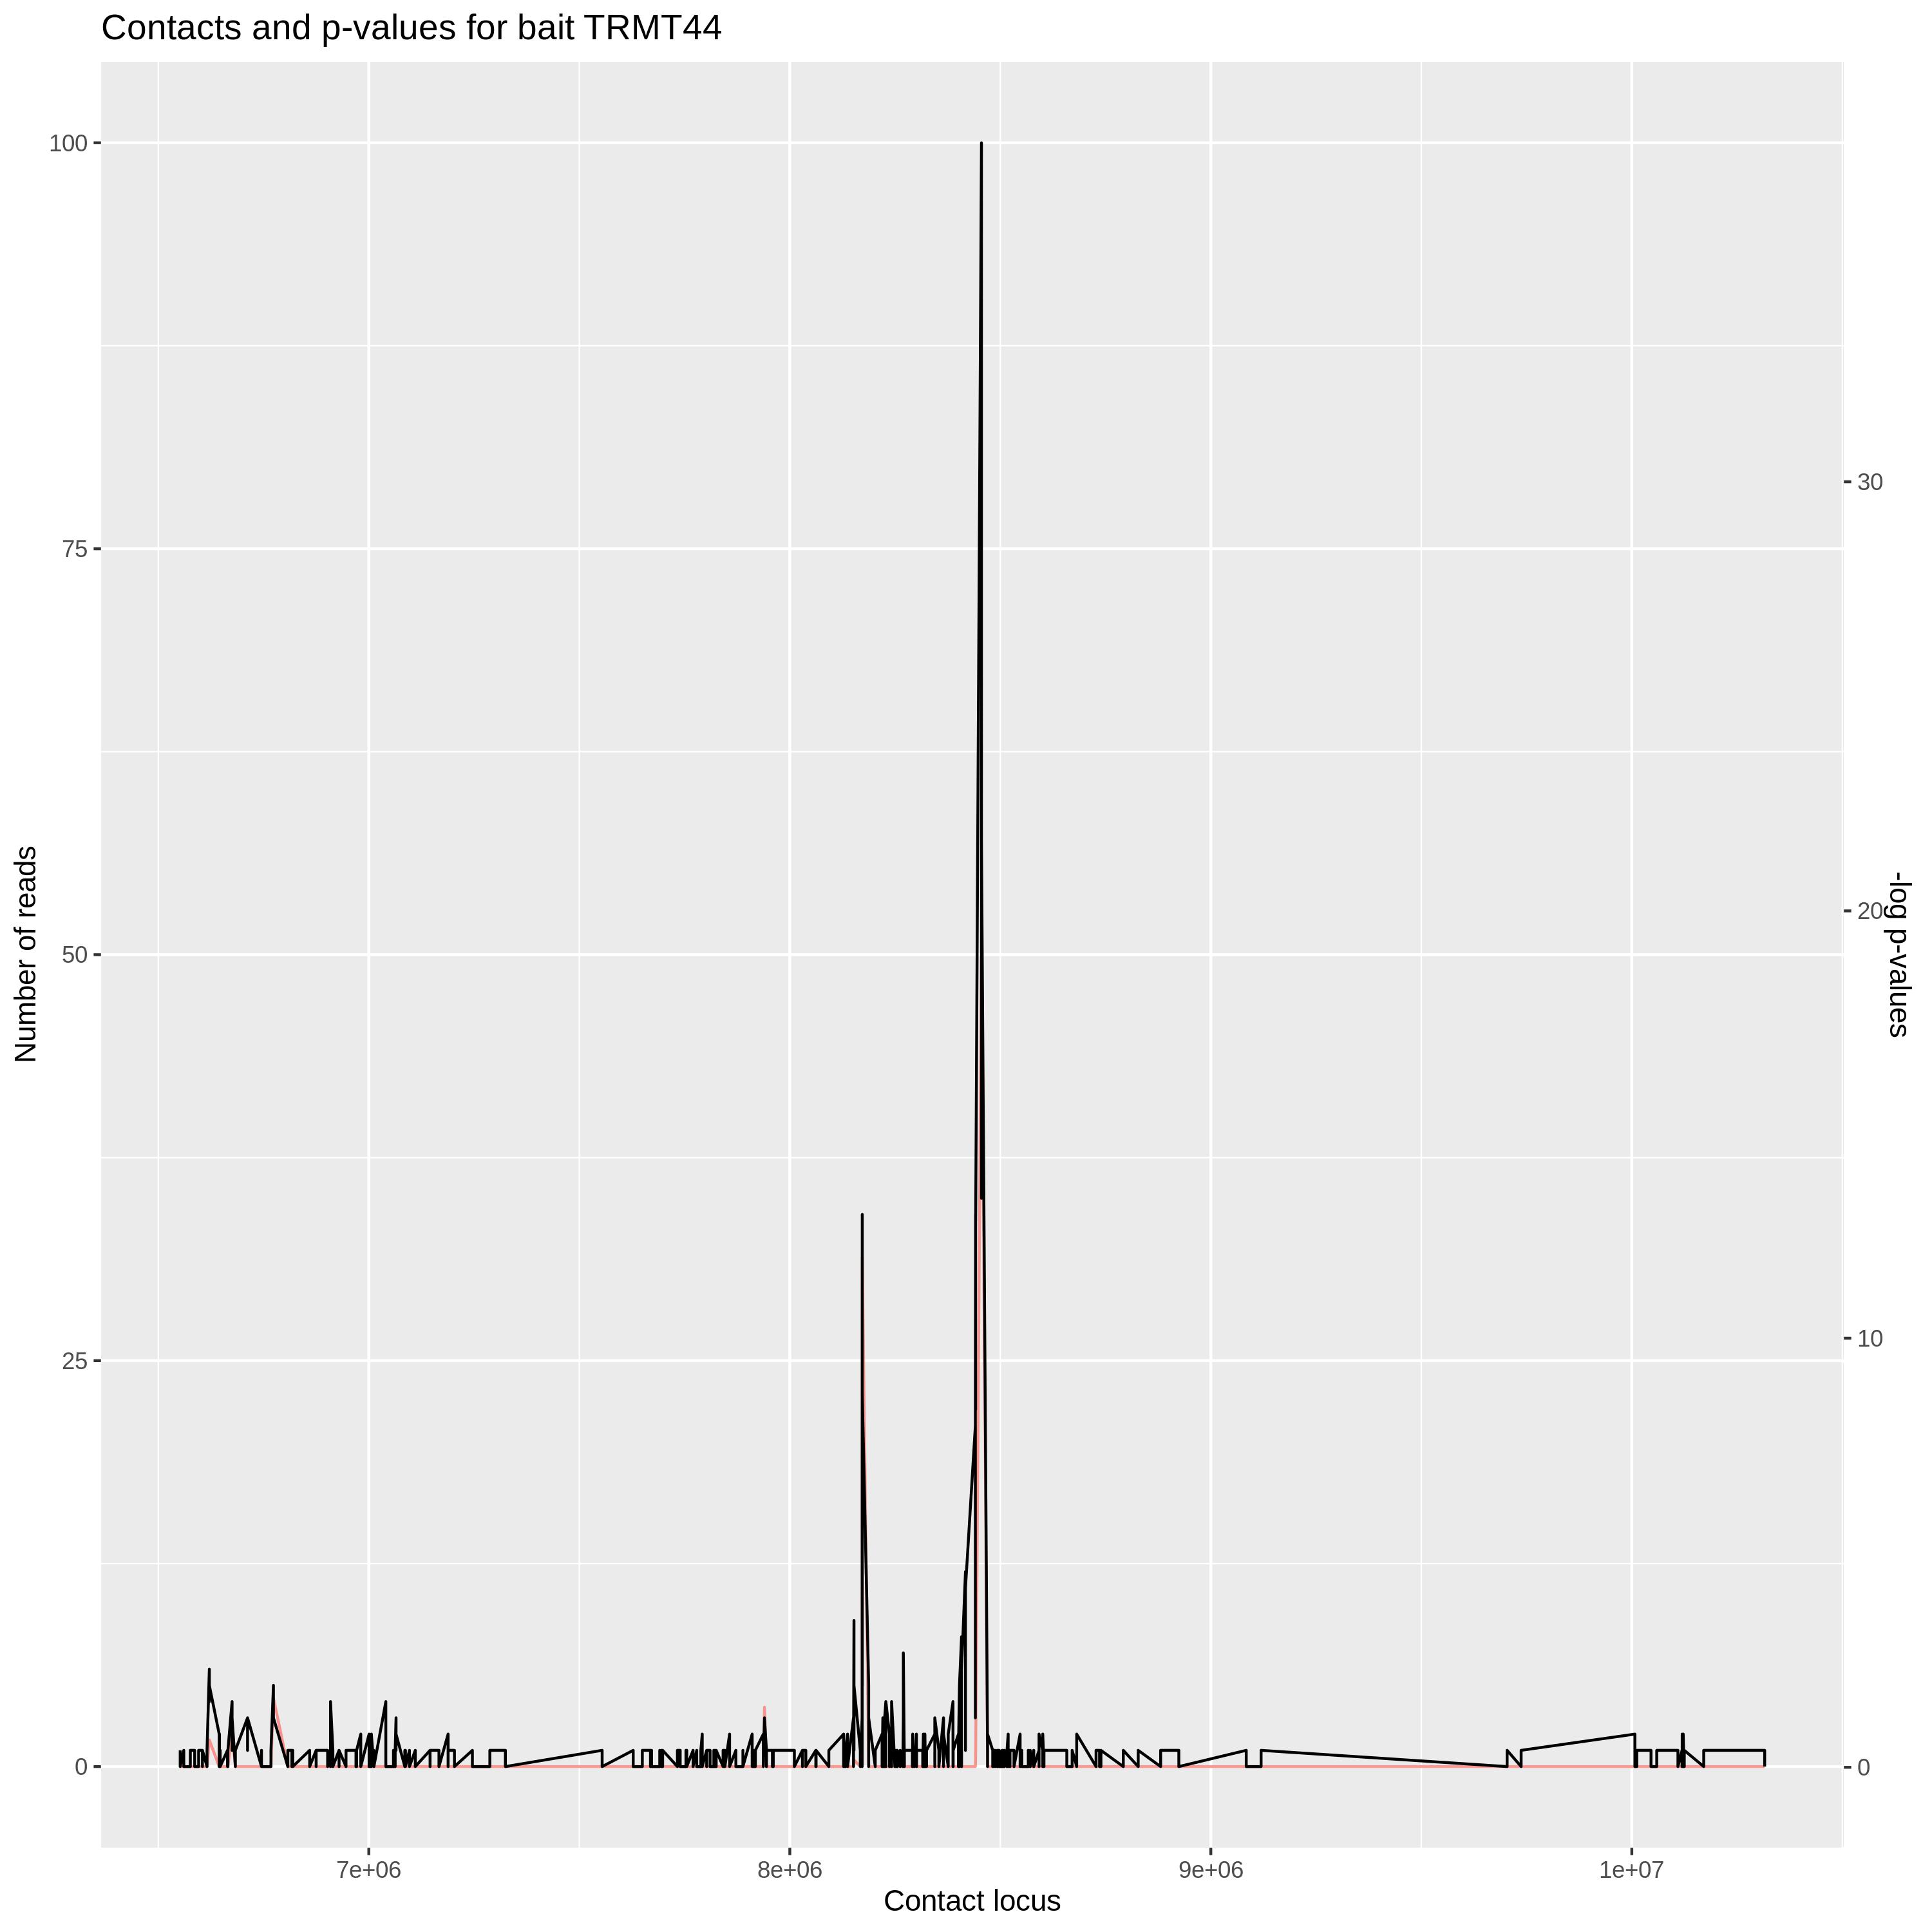 Contacts and p-values for bait TRMT44
100
75
50
25
0
Number of reads
30
20
10
0
-log p-values
7e+06
8e+06
9e+06
1e+07
Contact locus